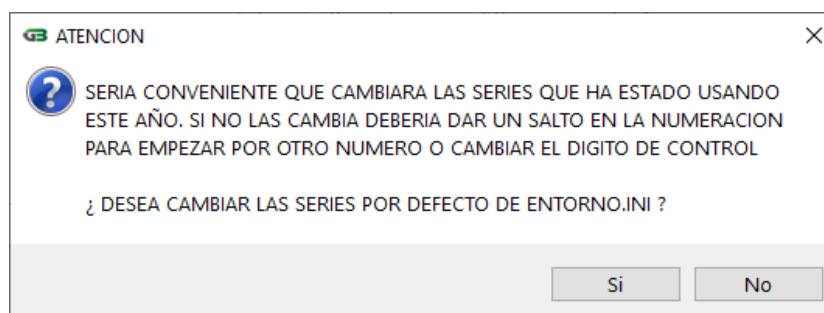 GB ATENCION
SERIA CONVENIENTE QUE CAMBIARA LAS SERIES QUE HA ESTADO USANDO
ESTE AÑO. SI NO LAS CAMBIA DEBERIA DAR UN SALTO EN LA NUMERACION
PARA EMPEZAR POR OTRO NUMERO O CAMBIAR EL DIGITO DE CONTROL
¿ DESEA CAMBIAR LAS SERIES POR DEFECTO DE ENTORNO.INI ?
Si No